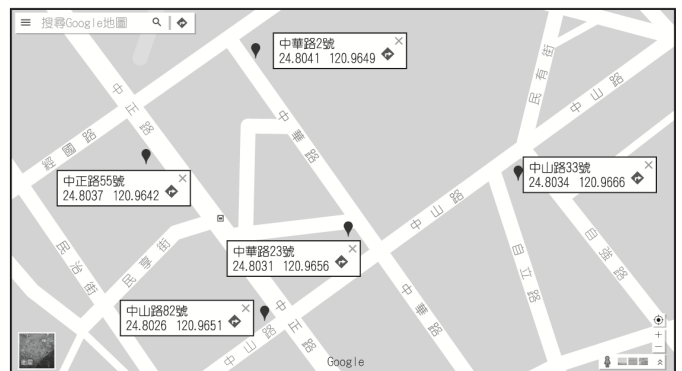 搜尋Google地圖
中華路2號
24.8041 120.9649
民有街
中山路
中正路
中華路
經國路
中正路55號
24.8037 120.9642
中山路33號
24.8034 120.9666
中山路
中華路23號
24.8031 120.9656
民治街
民享街
自立路
自強路
中山路82號
24.8026 120.9651
中正路
中華路
中山路
地圖
Google